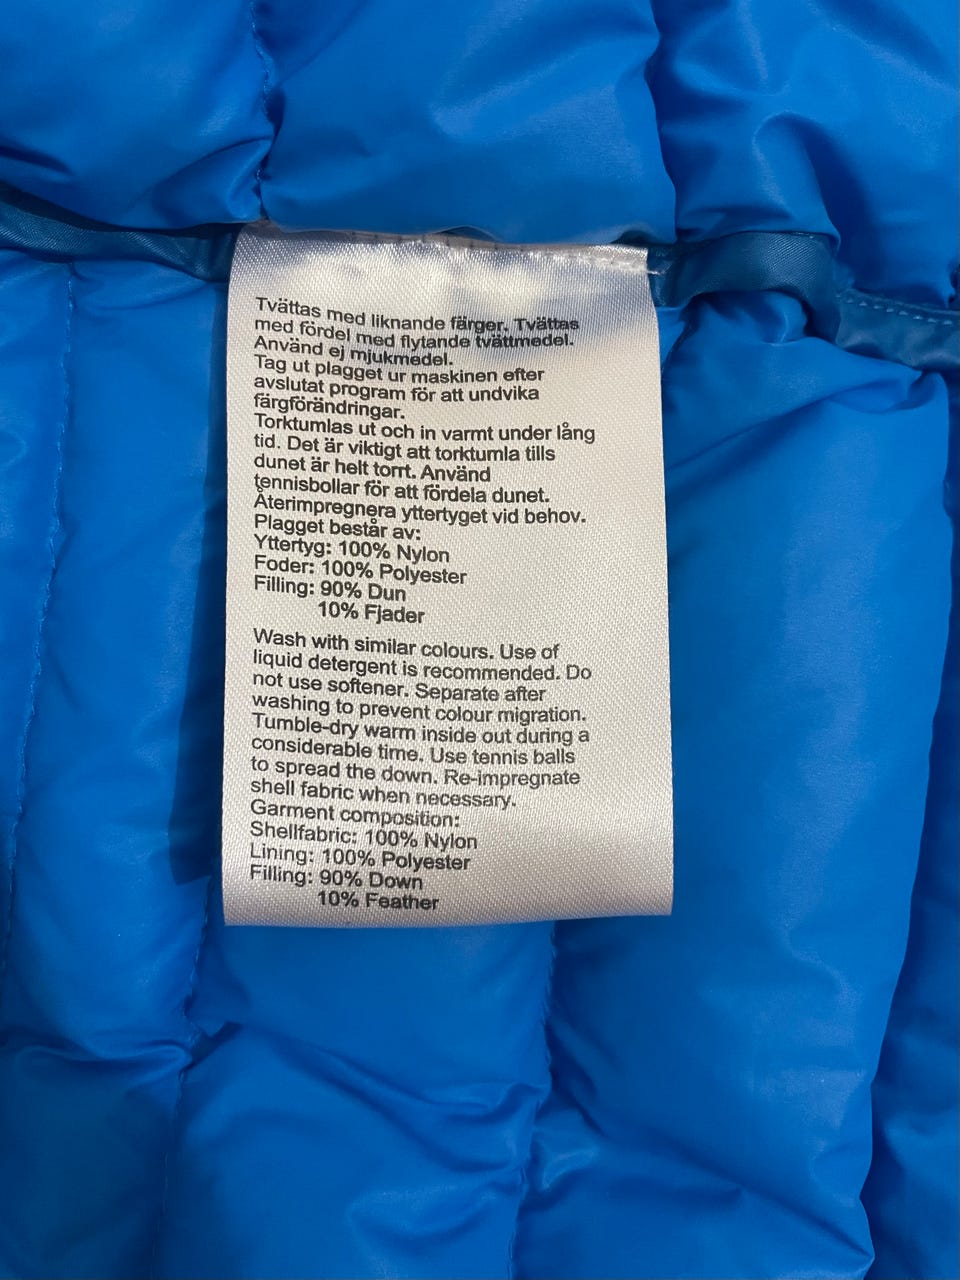 Tvättas med liknande färger. Tvättas
med fördel med flytande tvättmedel.
Använd ej mjukmedel.
Tag ut plagget ur maskinen efter
avslutat program för att undvika
färgförändringar.
Torktumlas ut och in varmt under lång
tid. Det är viktigt att torktumla tills
dunet är helt torrt. Använd
tennisbollar för att fördela dunet.
Återimpregnera yttertyget vid behov.
Plagget består av:
Yttertyg: 100% Nylon
Foder: 100% Polyester
Filling: 90% Dun
10% Fjader
Wash with similar colours. Use of
liquid detergent is recommended. Do
not use softener. Separate after
washing to prevent colour migration.
Tumble-dry warm inside out during a
considerable time. Use tennis balls
to spread the down. Re-impregnate
shell fabric when necessary.
Garment composition:
Shellfabric: 100% Nylon
Lining: 100% Polyester
Filling: 90% Down
10% Feather